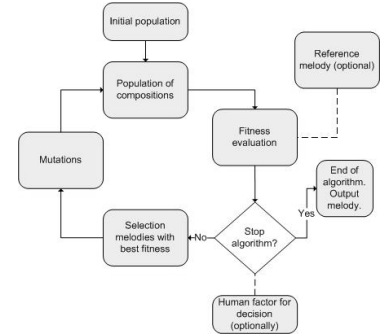 Initial population
Reference
melody (optional)
Population of
compositions
Fitness
evaluation
Mutations
End of
algorithm.
Output
melody.
Selection
melodies with
best fitness
No
Stop
algorithm?
Yes
Human factor for
decision
(optionally)